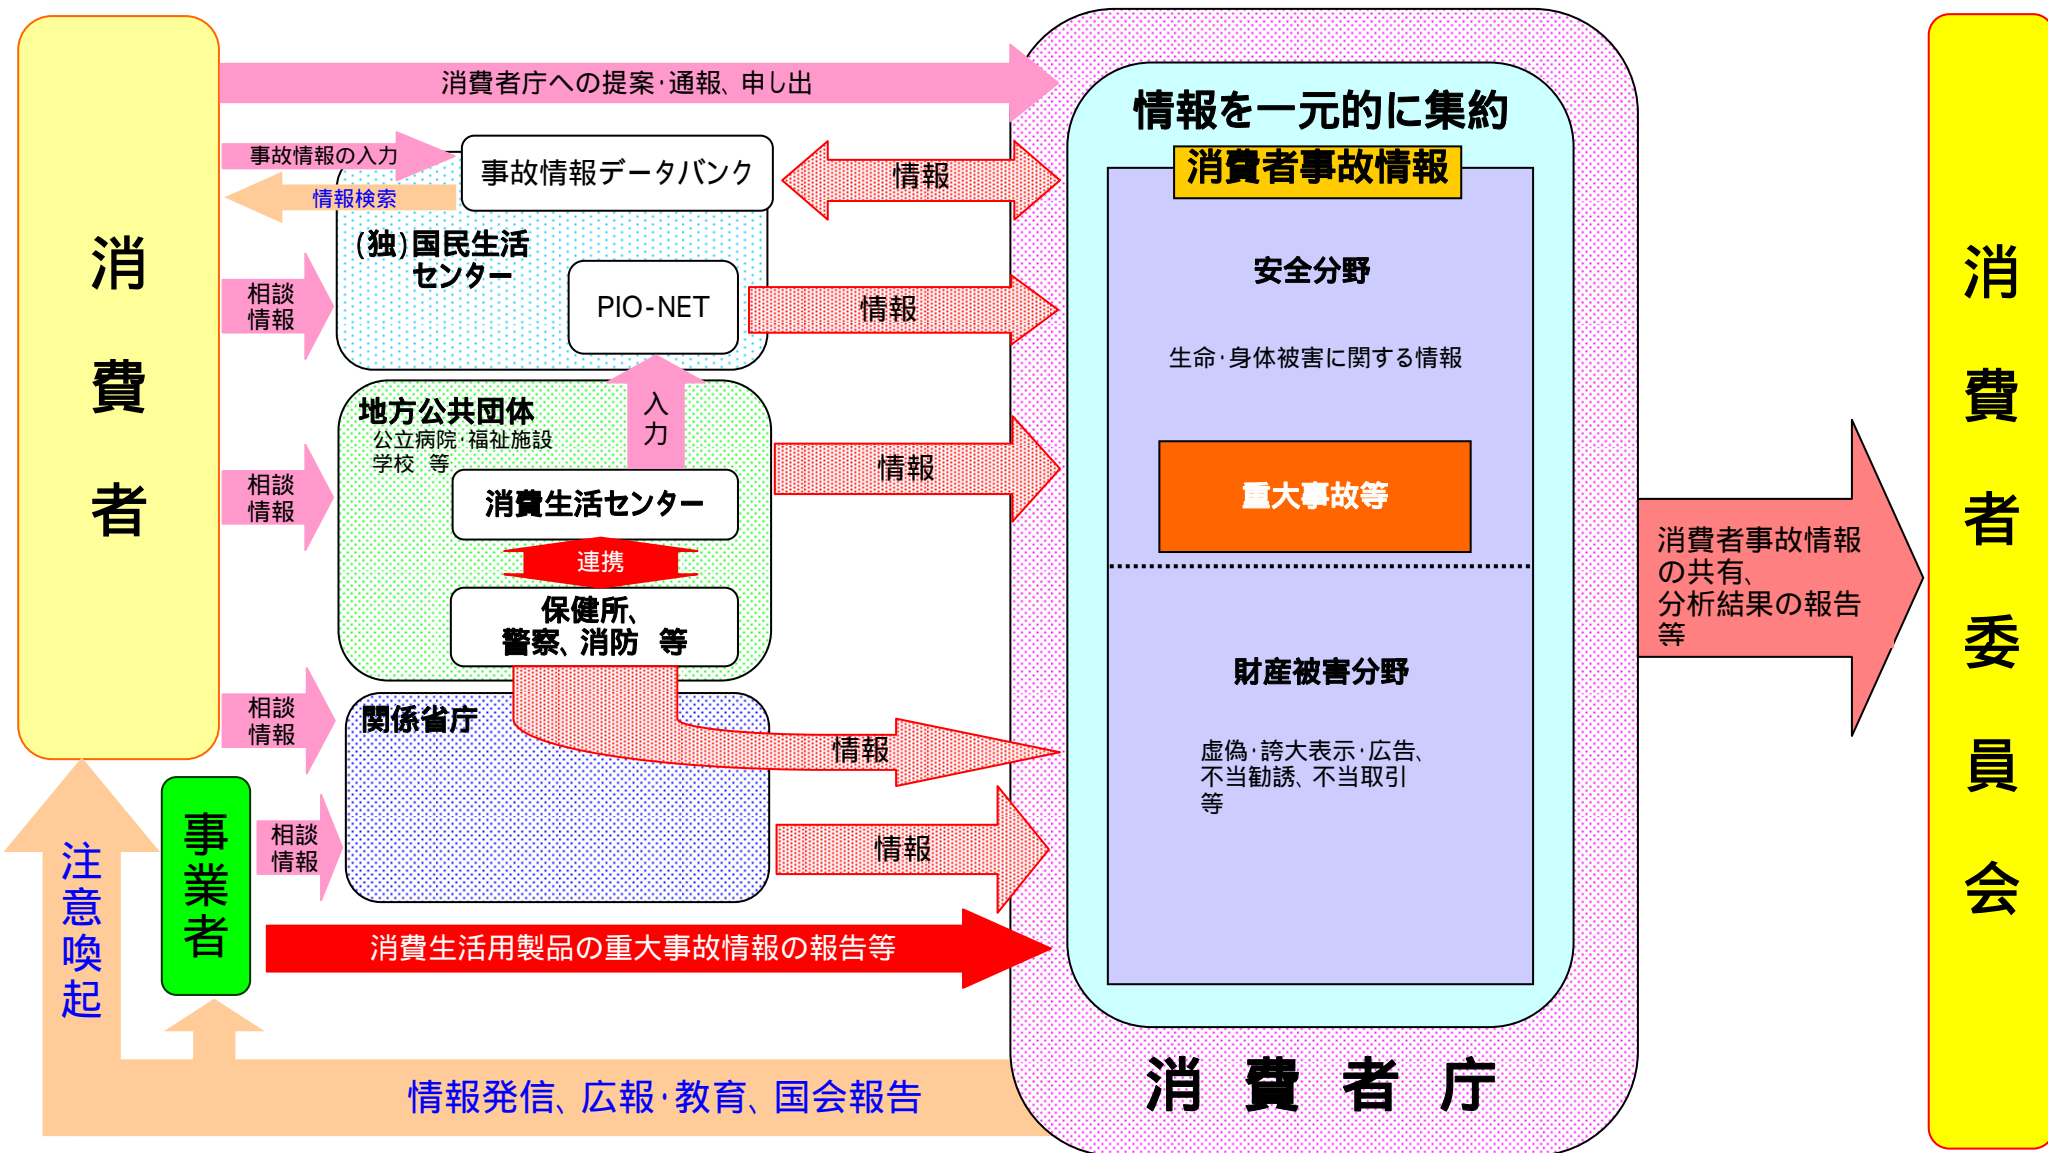 消費者
消費者庁への提案・通報、申し出
事故情報の入力
情報検索
事故情報データバンク
情報
(独)国民生活
センター
PIO-NET
相談
情報
情報
地方公共団体
公立病院・福祉施設
学校 等
入力
相談
情報
情報
消費生活センター
連携
保健所、
警察、消防 等
相談
情報
関係省庁
情報
事業者
相談
情報
情報
消費生活用製品の重大事故情報の報告等
注意喚起
情報発信、広報・教育、国会報告
情報を一元的に集約
消費者事故情報
安全分野
生命・身体被害に関する情報
重大事故等
財産被害分野
虚偽・誇大表示・広告、
不当勧誘、不当取引
等
消費者庁
消費者事故情報
の共有、
分析結果の報告
等
消費者委員会